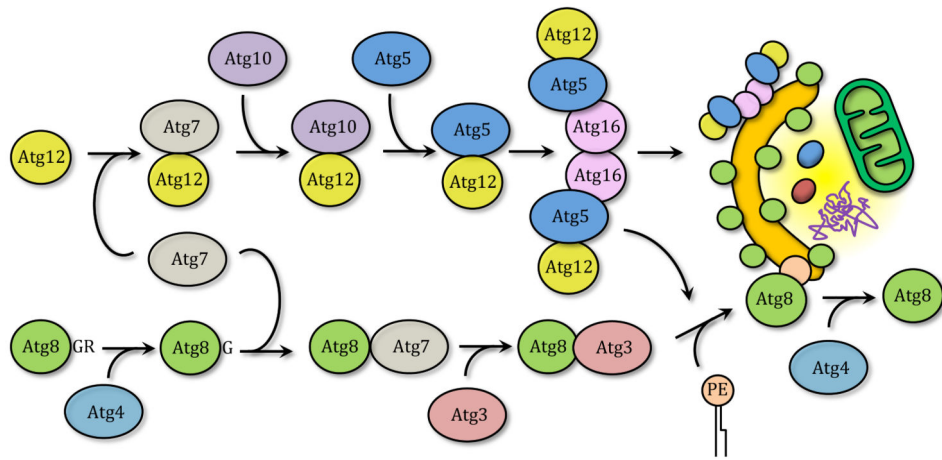 Atg12
Atg10
Atg5
Atg7
Atg12
Atg10
Atg12
Atg5
Atg12
Atg12
Atg5
Atg16
Atg16
Atg5
Atg12
Atg7
Atg8 GR
Atg4
Atg8 G
Atg8 Atg7
Atg3
Atg8 Atg3
PE
Atg8
Atg4
Atg8